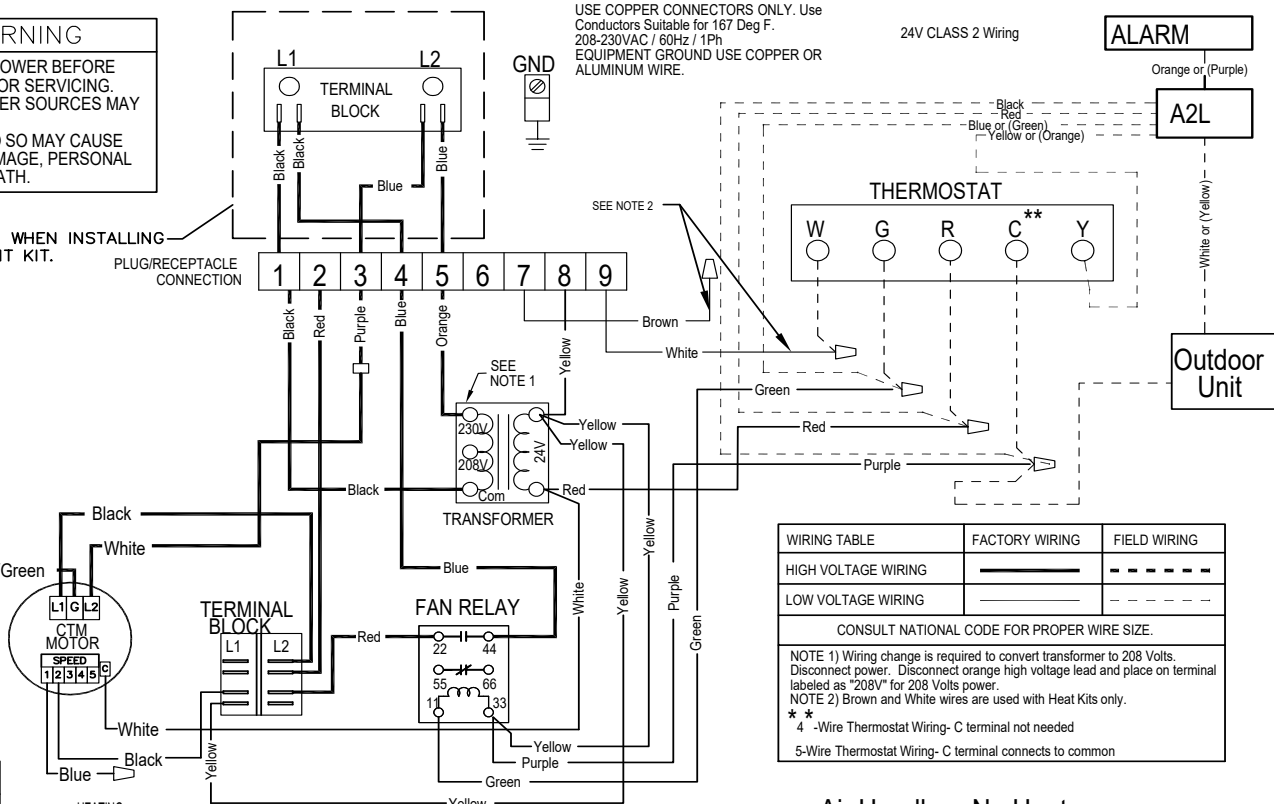 RNING
OWER BEFORE
OR SERVICING.
ER SOURCES MAY
SO MAY CAUSE
MAGE, PERSONAL
ATH.
WHEN INSTALLING
IT KIT.
L1
L2
TERMINAL
BLOCK
Black
Black
Blue
Blue
GND
USE COPPER CONNECTORS ONLY. Use
Conductors Suitable for 167 Deg F.
208-230VAC / 60Hz / 1Ph
EQUIPMENT GROUND USE COPPER OR
ALUMINUM WIRE.
24V CLASS 2 Wiring
ALARM
Orange or (Purple)
A2L
Black
Red
Blue or (Green)
Yellow or (Orange)
White or (Yellow)
THERMOSTAT
W G R C** Y
SEE NOTE 2
Outdoor
Unit
PLUG/RECEPTACLE
CONNECTION
1 2 3 4 5 6 7 8 9
Black
Red
Purple
Blue
Orange
Yellow
Brown
White
Green
Red
Purple
SEE
NOTE 1
230V
208V
Com
24V
TRANSFORMER
Yellow
Yellow
Red
Black
White
Yellow
Yellow
Purple
Green
Black
White
Green
L1 G L2
CTM
MOTOR
SPEED
1 2 3 4 5 C
TERMINAL
BLOCK
L1 L2
Red
Blue
FAN RELAY
22 44
55 66
11 33
White
Black
Blue
Yellow
Yellow
Purple
Green
Yellow
WIRING TABLE FACTORY WIRING FIELD WIRING
HIGH VOLTAGE WIRING
LOW VOLTAGE WIRING
CONSULT NATIONAL CODE FOR PROPER WIRE SIZE.
NOTE 1) Wiring change is required to convert transformer to 208 Volts.
Disconnect power. Disconnect orange high voltage lead and place on terminal
labeled as "208V" for 208 Volts power.
NOTE 2) Brown and White wires are used with Heat Kits only.
** 4 -Wire Thermostat Wiring- C terminal not needed
5-Wire Thermostat Wiring- C terminal connects to common